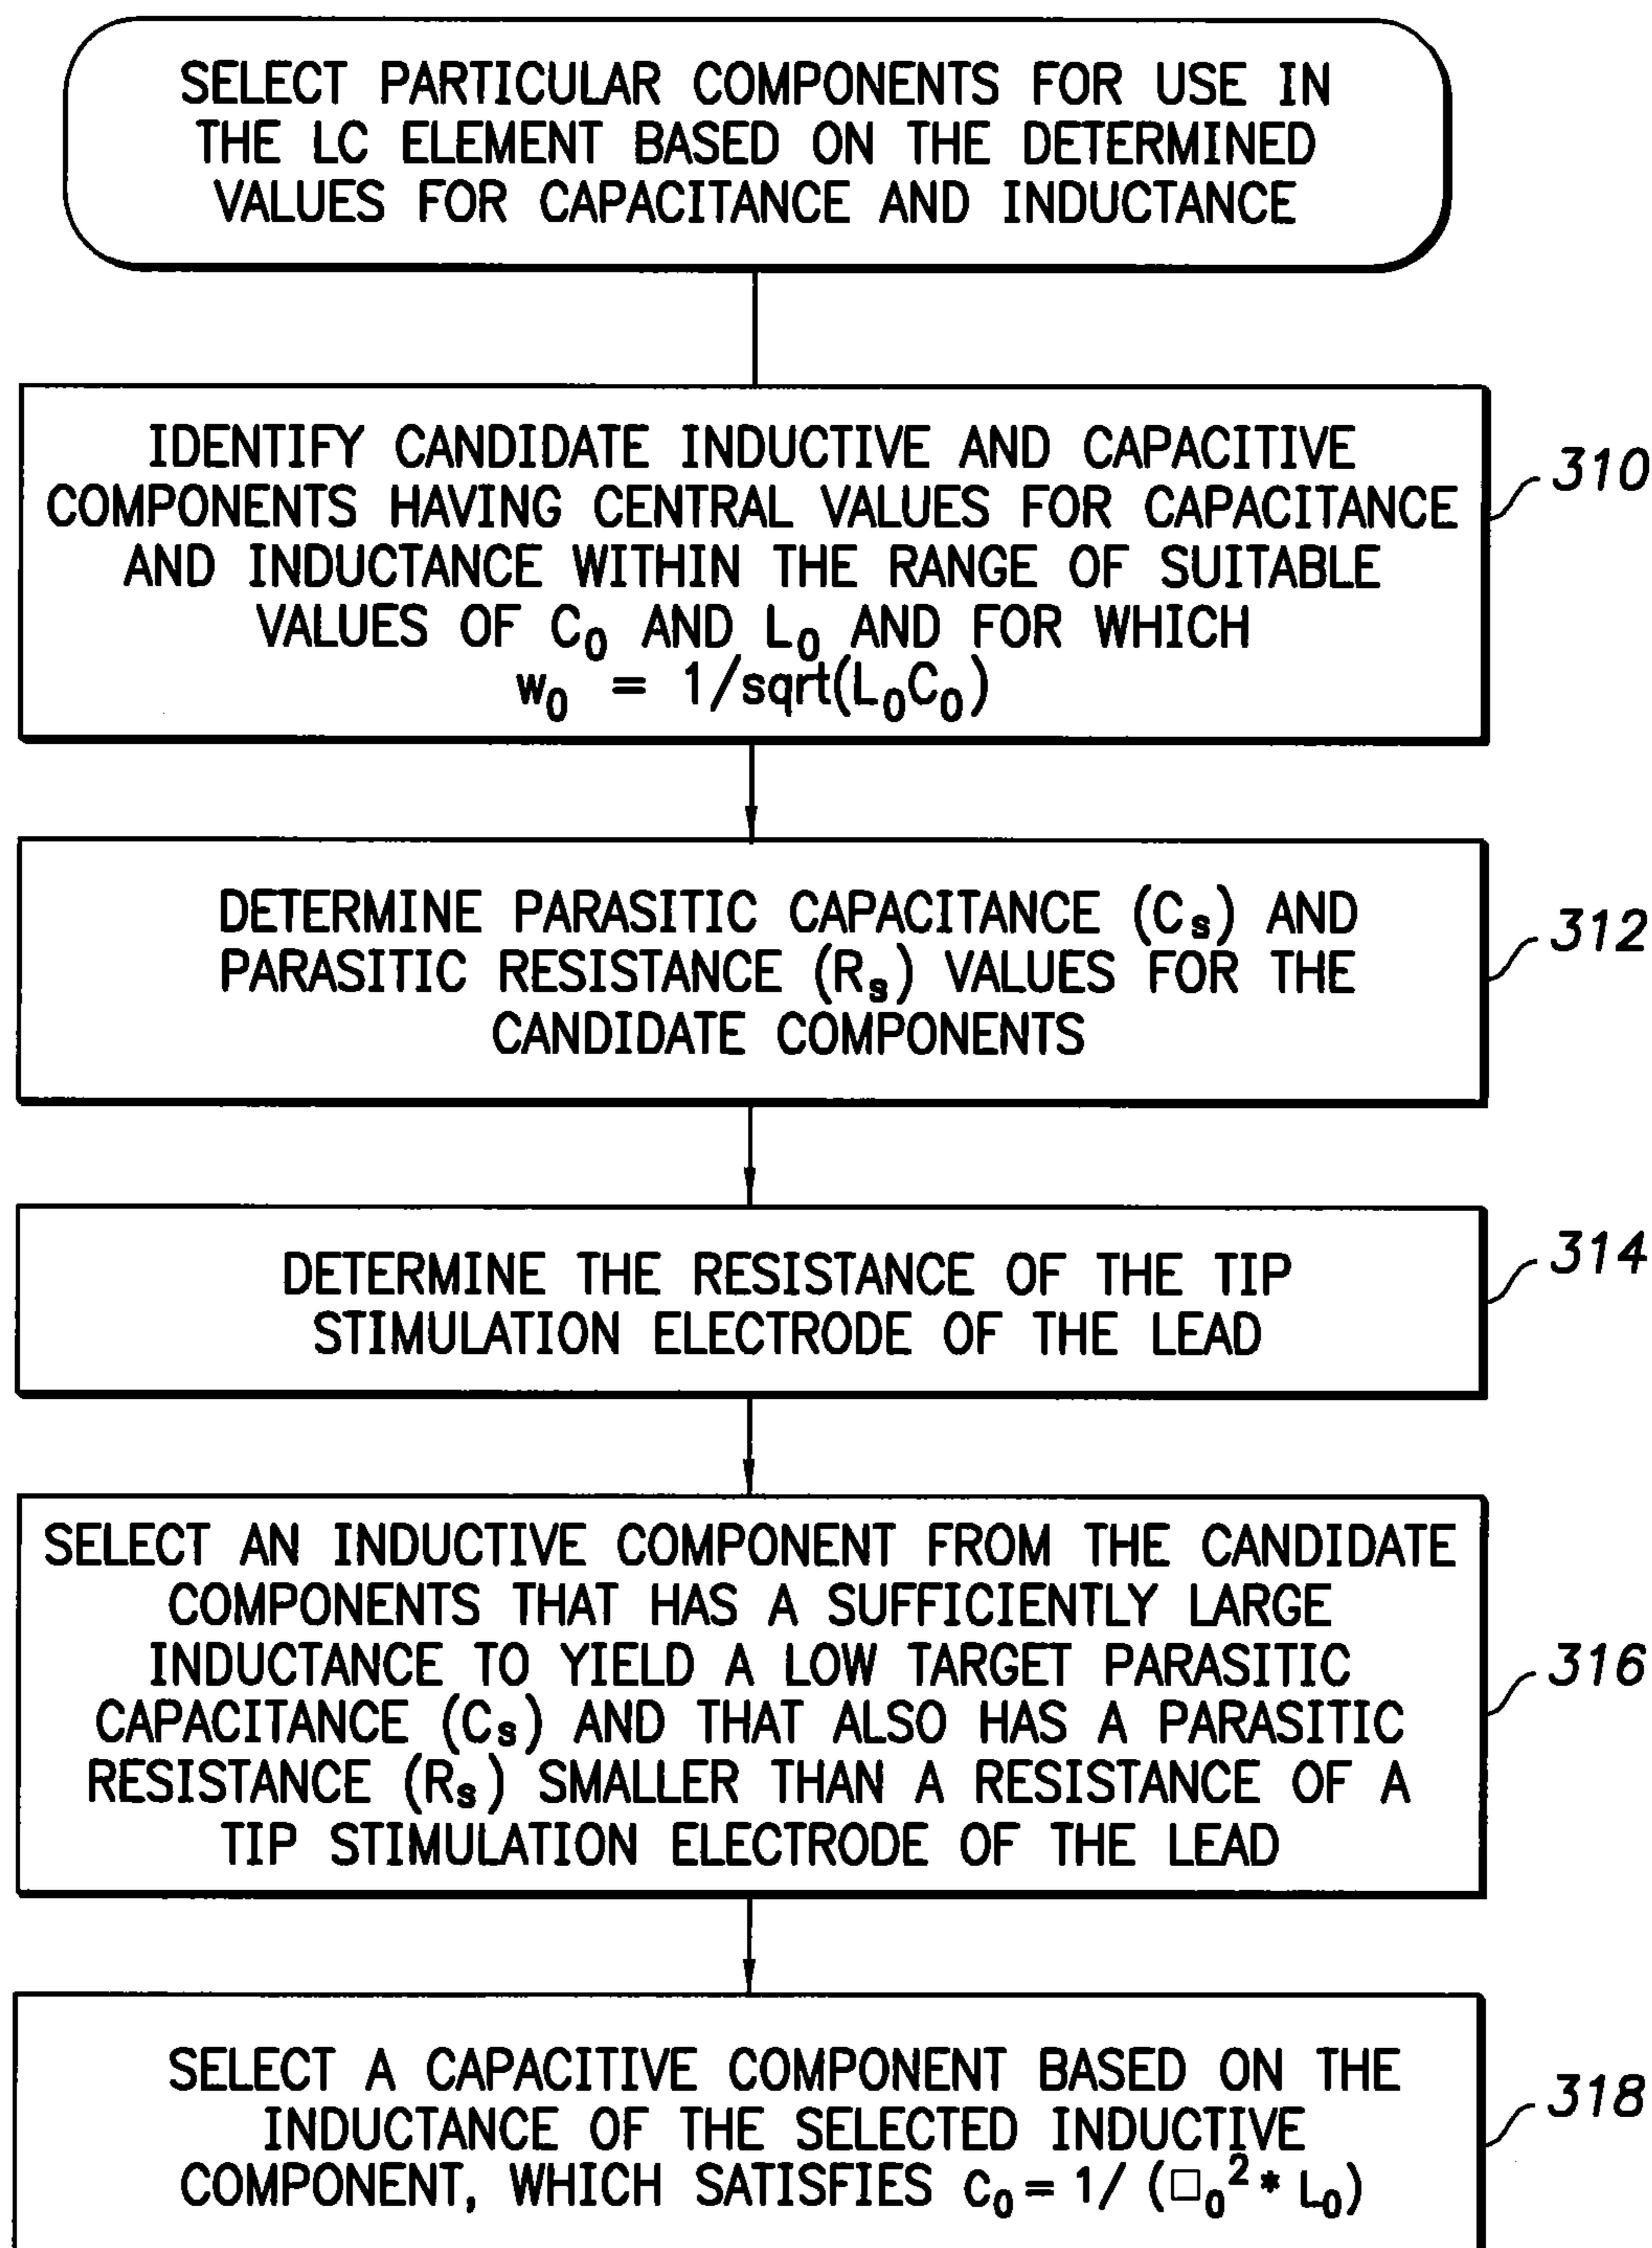 SELECT PARTICULAR COMPONENTS FOR USE IN
THE LC ELEMENT BASED ON THE DETERMINED
VALUES FOR CAPACITANCE AND INDUCTANCE
IDENTIFY CANDIDATE INDUCTIVE AND CAPACITIVE
COMPONENTS HAVING CENTRAL VALUES FOR CAPACITANCE
AND INDUCTANCE WITHIN THE RANGE OF SUITABLE
VALUES OF C₀ AND L₀ AND FOR WHICH
w₀ = 1/sqrt(L₀C₀)
310
DETERMINE PARASITIC CAPACITANCE (Cₛ) AND
PARASITIC RESISTANCE (Rₛ) VALUES FOR THE
CANDIDATE COMPONENTS
312
DETERMINE THE RESISTANCE OF THE TIP
STIMULATION ELECTRODE OF THE LEAD
314
SELECT AN INDUCTIVE COMPONENT FROM THE CANDIDATE
COMPONENTS THAT HAS A SUFFICIENTLY LARGE
INDUCTANCE TO YIELD A LOW TARGET PARASITIC
CAPACITANCE (Cₛ) AND THAT ALSO HAS A PARASITIC
RESISTANCE (Rₛ) SMALLER THAN A RESISTANCE OF A
TIP STIMULATION ELECTRODE OF THE LEAD
316
SELECT A CAPACITIVE COMPONENT BASED ON THE
INDUCTANCE OF THE SELECTED INDUCTIVE
COMPONENT, WHICH SATISFIES C₀ = 1/ (□₀² * L₀)
318